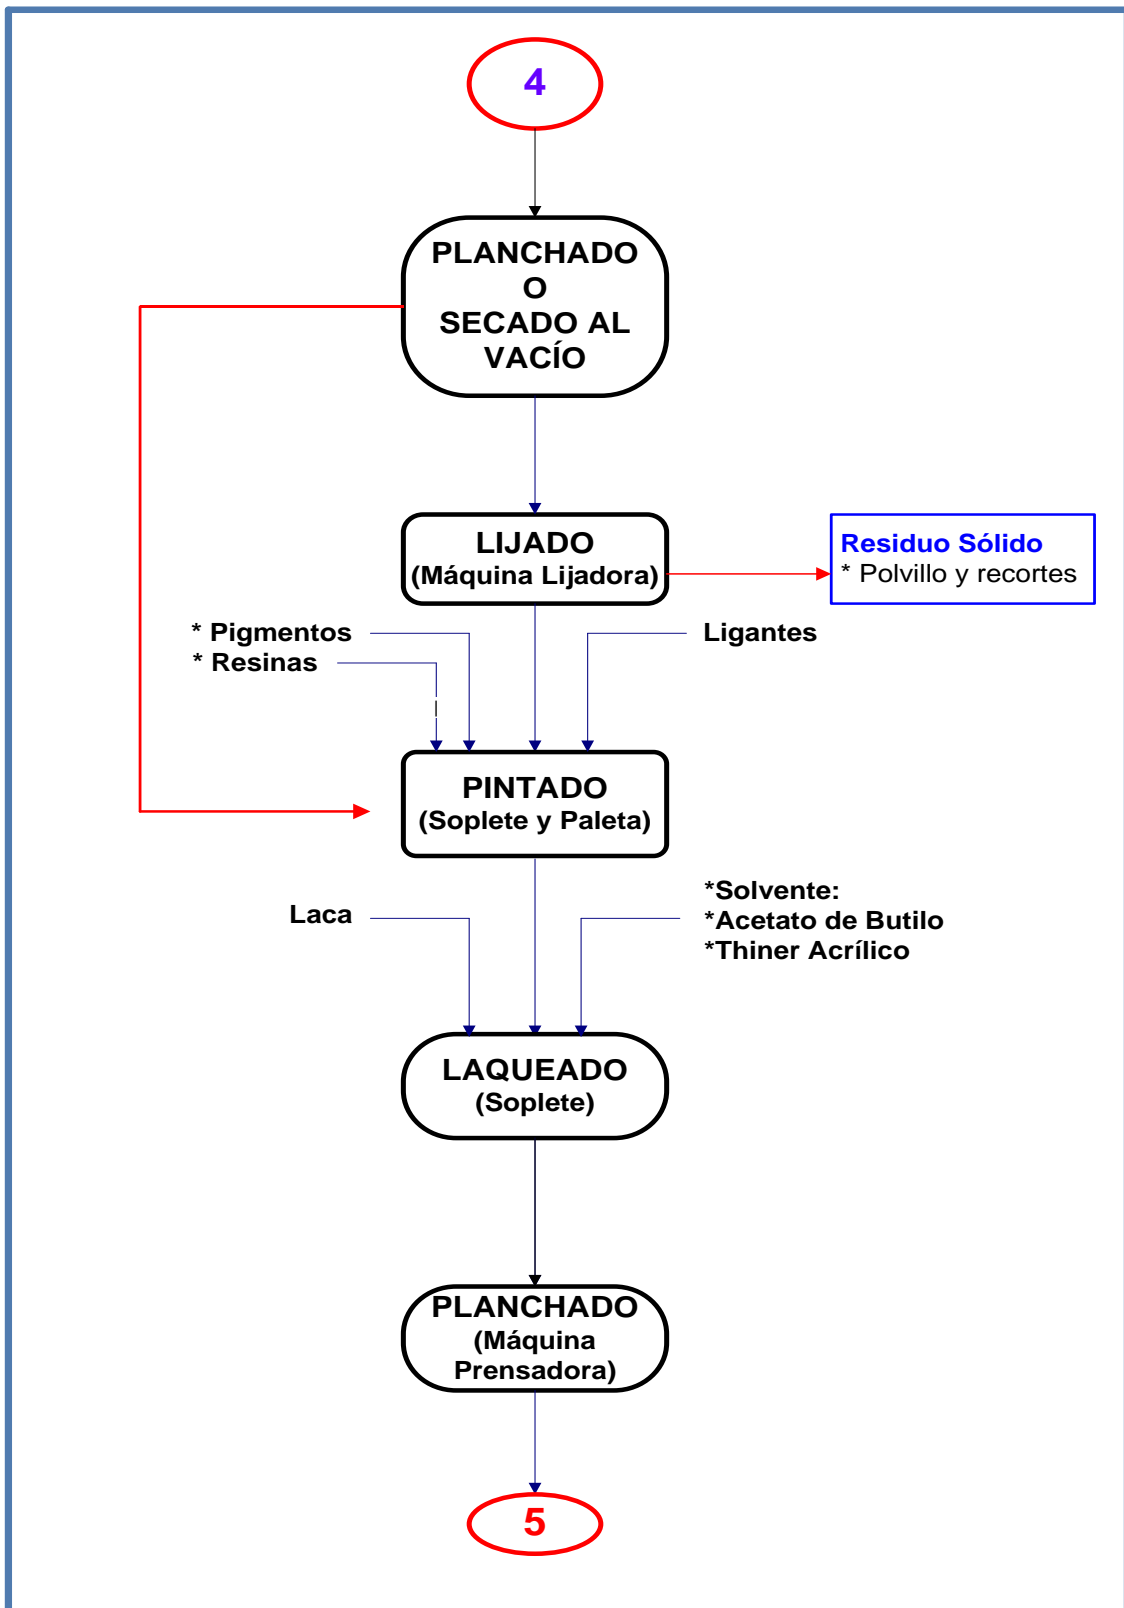 4
PLANCHADO
O
SECADO AL
VACÍO
LIJADO
(Máquina Lijadora)
Residuo Sólido
* Polvillo y recortes
* Pigmentos
* Resinas
Ligantes
PINTADO
(Soplete y Paleta)
Laca
*Solvente:
*Acetato de Butilo
*Thiner Acrílico
LAQUEADO
(Soplete)
PLANCHADO
(Máquina
Prensadora)
5